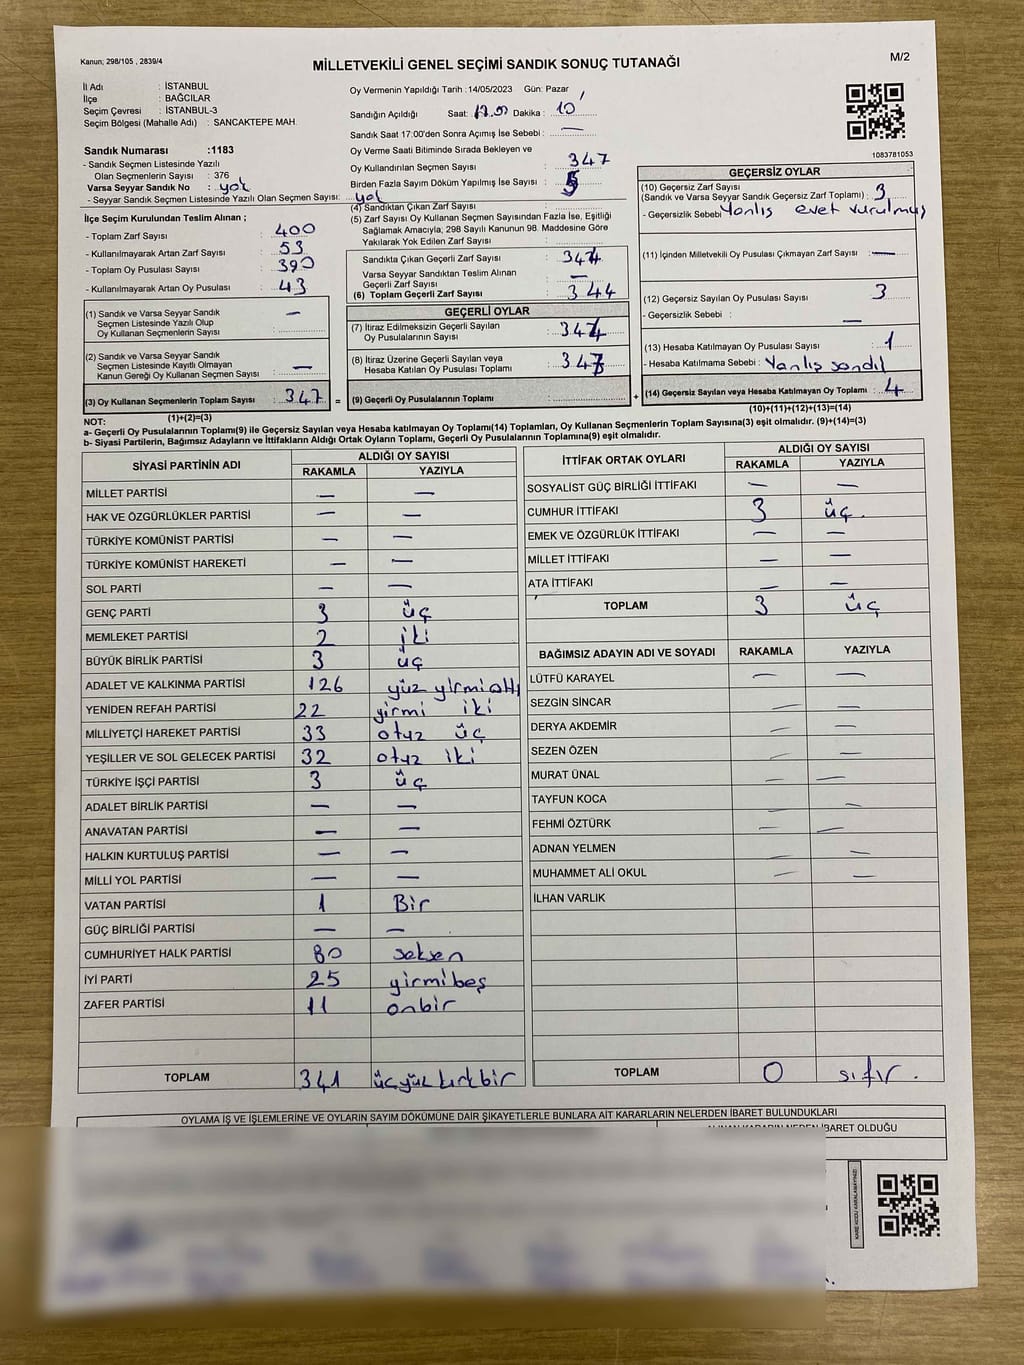 Kanun; 298/105 , 2839/4
MİLLETVEKİLİ GENEL SEÇİMİ SANDIK SONUÇ TUTANAĞI
M/2
İl Adı : İSTANBUL
İlçe : BAĞCILAR
Seçim Çevresi : İSTANBUL-3
Seçim Bölgesi (Mahalle Adı) : SANCAKTEPE MAH.
Sandık Numarası :1183
- Sandık Seçmen Listesinde Yazılı
Olan Seçmenlerin Sayısı : 376
Varsa Seyyar Sandık No : yok
- Seyyar Sandık Seçmen Listesinde Yazılı Olan Seçmen Sayısı: yok
İlçe Seçim Kurulundan Teslim Alınan ;
- Toplam Zarf Sayısı : 400
- Kullanılmayarak Artan Zarf Sayısı : 53
- Toplam Oy Pusulası Sayısı : 390
- Kullanılmayarak Artan Oy Pusulası : 43
(1) Sandık ve Varsa Seyyar Sandık
Seçmen Listesinde Yazılı Olup
Oy Kullanan Seçmenlerin Sayısı : —
(2) Sandık ve Varsa Seyyar Sandık
Seçmen Listesinde Kayıtlı Olmayan
Kanun Gereği Oy Kullanan Seçmen Sayısı : —
(3) Oy Kullanan Seçmenlerin Toplam Sayısı : 347 =
(1)+(2)=(3)
Oy Vermenin Yapıldığı Tarih :14/05/2023 Gün: Pazar
Sandığın Açıldığı Saat: 17.00 Dakika : 10
Sandık Saat 17:00'den Sonra Açımış İse Sebebi : —
Oy Verme Saati Bitiminde Sırada Bekleyen ve
Oy Kullandırılan Seçmen Sayısı : 347
Birden Fazla Sayım Döküm Yapılmış İse Sayısı :
(4) Sandıktan Çıkan Zarf Sayısı :
(5) Zarf Sayısı Oy Kullanan Seçmen Sayısından Fazla İse, Eşitliği
Sağlamak Amacıyla; 298 Sayılı Kanunun 98. Maddesine Göre
Yakılarak Yok Edilen Zarf Sayısı :
Sandıkta Çıkan Geçerli Zarf Sayısı : 344
Varsa Seyyar Sandıktan Teslim Alınan
Geçerli Zarf Sayısı : —
(6) Toplam Geçerli Zarf Sayısı : 344
GEÇERLİ OYLAR
(7) İtiraz Edilmeksizin Geçerli Sayılan
Oy Pusulalarının Sayısı : 344
(8) İtiraz Üzerine Geçerli Sayılan veya
Hesaba Katılan Oy Pusulası Toplamı :
(9) Geçerli Oy Pusulalarının Toplamı : +
1083781053
GEÇERSİZ OYLAR
(10) Geçersiz Zarf Sayısı
(Sandık ve Varsa Seyyar Sandık Geçersiz Zarf Toplamı) : 3
- Geçersizlik Sebebi : Yanlış evet vurulmuş
(11) İçinden Milletvekili Oy Pusulası Çıkmayan Zarf Sayısı : —
(12) Geçersiz Sayılan Oy Pusulası Sayısı : 3
- Geçersizlik Sebebi : —
(13) Hesaba Katılmayan Oy Pusulası Sayısı : 1
- Hesaba Katılmama Sebebi : Yanlış sandık
(14) Geçersiz Sayılan veya Hesaba Katılmayan Oy Toplamı : 4
(10)+(11)+(12)+(13)=(14)
NOT:
a- Geçerli Oy Pusulalarının Toplamı(9) ile Geçersiz Sayılan veya Hesaba katılmayan Oy Toplamı(14) Toplamları, Oy Kullanan Seçmenlerin Toplam Sayısına(3) eşit olmalıdır. (9)+(14)=(3)
b- Siyasi Partilerin, Bağımsız Adayların ve İttifakların Aldığı Ortak Oyların Toplamı, Geçerli Oy Pusulalarının Toplamına(9) eşit olmalıdır.
SİYASİ PARTİNİN ADI ALDIĞI OY SAYISI
RAKAMLA YAZIYLA
MİLLET PARTİSİ — —
HAK VE ÖZGÜRLÜKLER PARTİSİ — —
TÜRKİYE KOMÜNİST PARTİSİ — —
TÜRKİYE KOMÜNİST HAREKETİ — —
SOL PARTİ — —
GENÇ PARTİ 3 üç
MEMLEKET PARTİSİ 2 iki
BÜYÜK BİRLİK PARTİSİ 3 üç
ADALET VE KALKINMA PARTİSİ 126 yüz yirmi altı
YENİDEN REFAH PARTİSİ 22 yirmi iki
MİLLİYETÇİ HAREKET PARTİSİ 33 otuz üç
YEŞİLLER VE SOL GELECEK PARTİSİ 32 otuz iki
TÜRKİYE İŞÇİ PARTİSİ 3 üç
ADALET BİRLİK PARTİSİ — —
ANAVATAN PARTİSİ — —
HALKIN KURTULUŞ PARTİSİ — —
MİLLİ YOL PARTİSİ — —
VATAN PARTİSİ 1 Bir
GÜÇ BİRLİĞİ PARTİSİ — —
CUMHURİYET HALK PARTİSİ 80 seksen
İYİ PARTİ 25 yirmibeş
ZAFER PARTİSİ 11 onbir
TOPLAM 341 üçyüz kırkbir
İTTİFAK ORTAK OYLARI ALDIĞI OY SAYISI
RAKAMLA YAZIYLA
SOSYALİST GÜÇ BİRLİĞİ İTTİFAKI — —
CUMHUR İTTİFAKI 3 üç.
EMEK VE ÖZGÜRLÜK İTTİFAKI — —
MİLLET İTTİFAKI — —
ATA İTTİFAKI — —
TOPLAM 3 üç
BAĞIMSIZ ADAYIN ADI VE SOYADI RAKAMLA YAZIYLA
LÜTFÜ KARAYEL — —
SEZGİN SİNCAR — —
DERYA AKDEMİR — —
SEZEN ÖZEN — —
MURAT ÜNAL — —
TAYFUN KOCA — —
FEHMİ ÖZTÜRK — —
ADNAN YELMEN — —
MUHAMMET ALİ OKUL — —
İLHAN VARLIK
TOPLAM 0 sıfır.
OYLAMA İŞ VE İŞLEMLERİNE VE OYLARIN SAYIM DÖKÜMÜNE DAİR ŞİKAYETLERLE BUNLARA AİT KARARLARIN NELERDEN İBARET BULUNDUKLARI
ALINAN KARARIN NEDEN İBARET OLDUĞU
KARE KODU KARALAMAYINIZ!